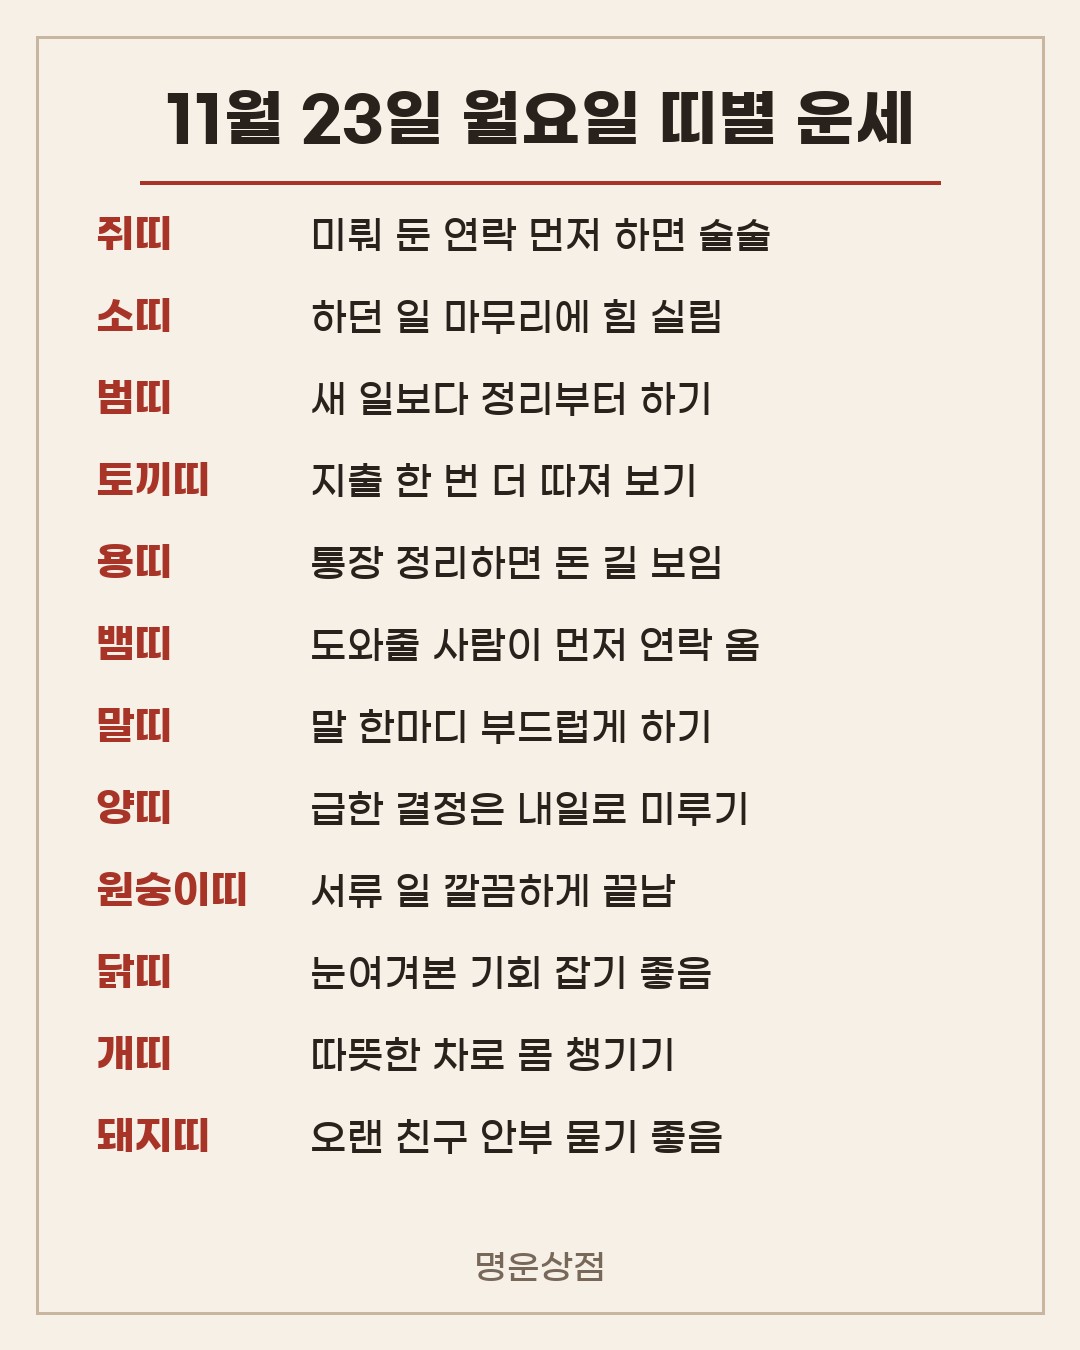 11월 23일 월요일 띠별 운세
쥐띠 미뤄 둔 연락 먼저 하면 술술
소띠 하던 일 마무리에 힘 실림
범띠 새 일보다 정리부터 하기
토끼띠 지출 한 번 더 따져 보기
용띠 통장 정리하면 돈 길 보임
뱀띠 도와줄 사람이 먼저 연락 옴
말띠 말 한마디 부드럽게 하기
양띠 급한 결정은 내일로 미루기
원숭이띠 서류 일 깔끔하게 끝남
닭띠 눈여겨본 기회 잡기 좋음
개띠 따뜻한 차로 몸 챙기기
돼지띠 오랜 친구 안부 묻기 좋음
명운상점